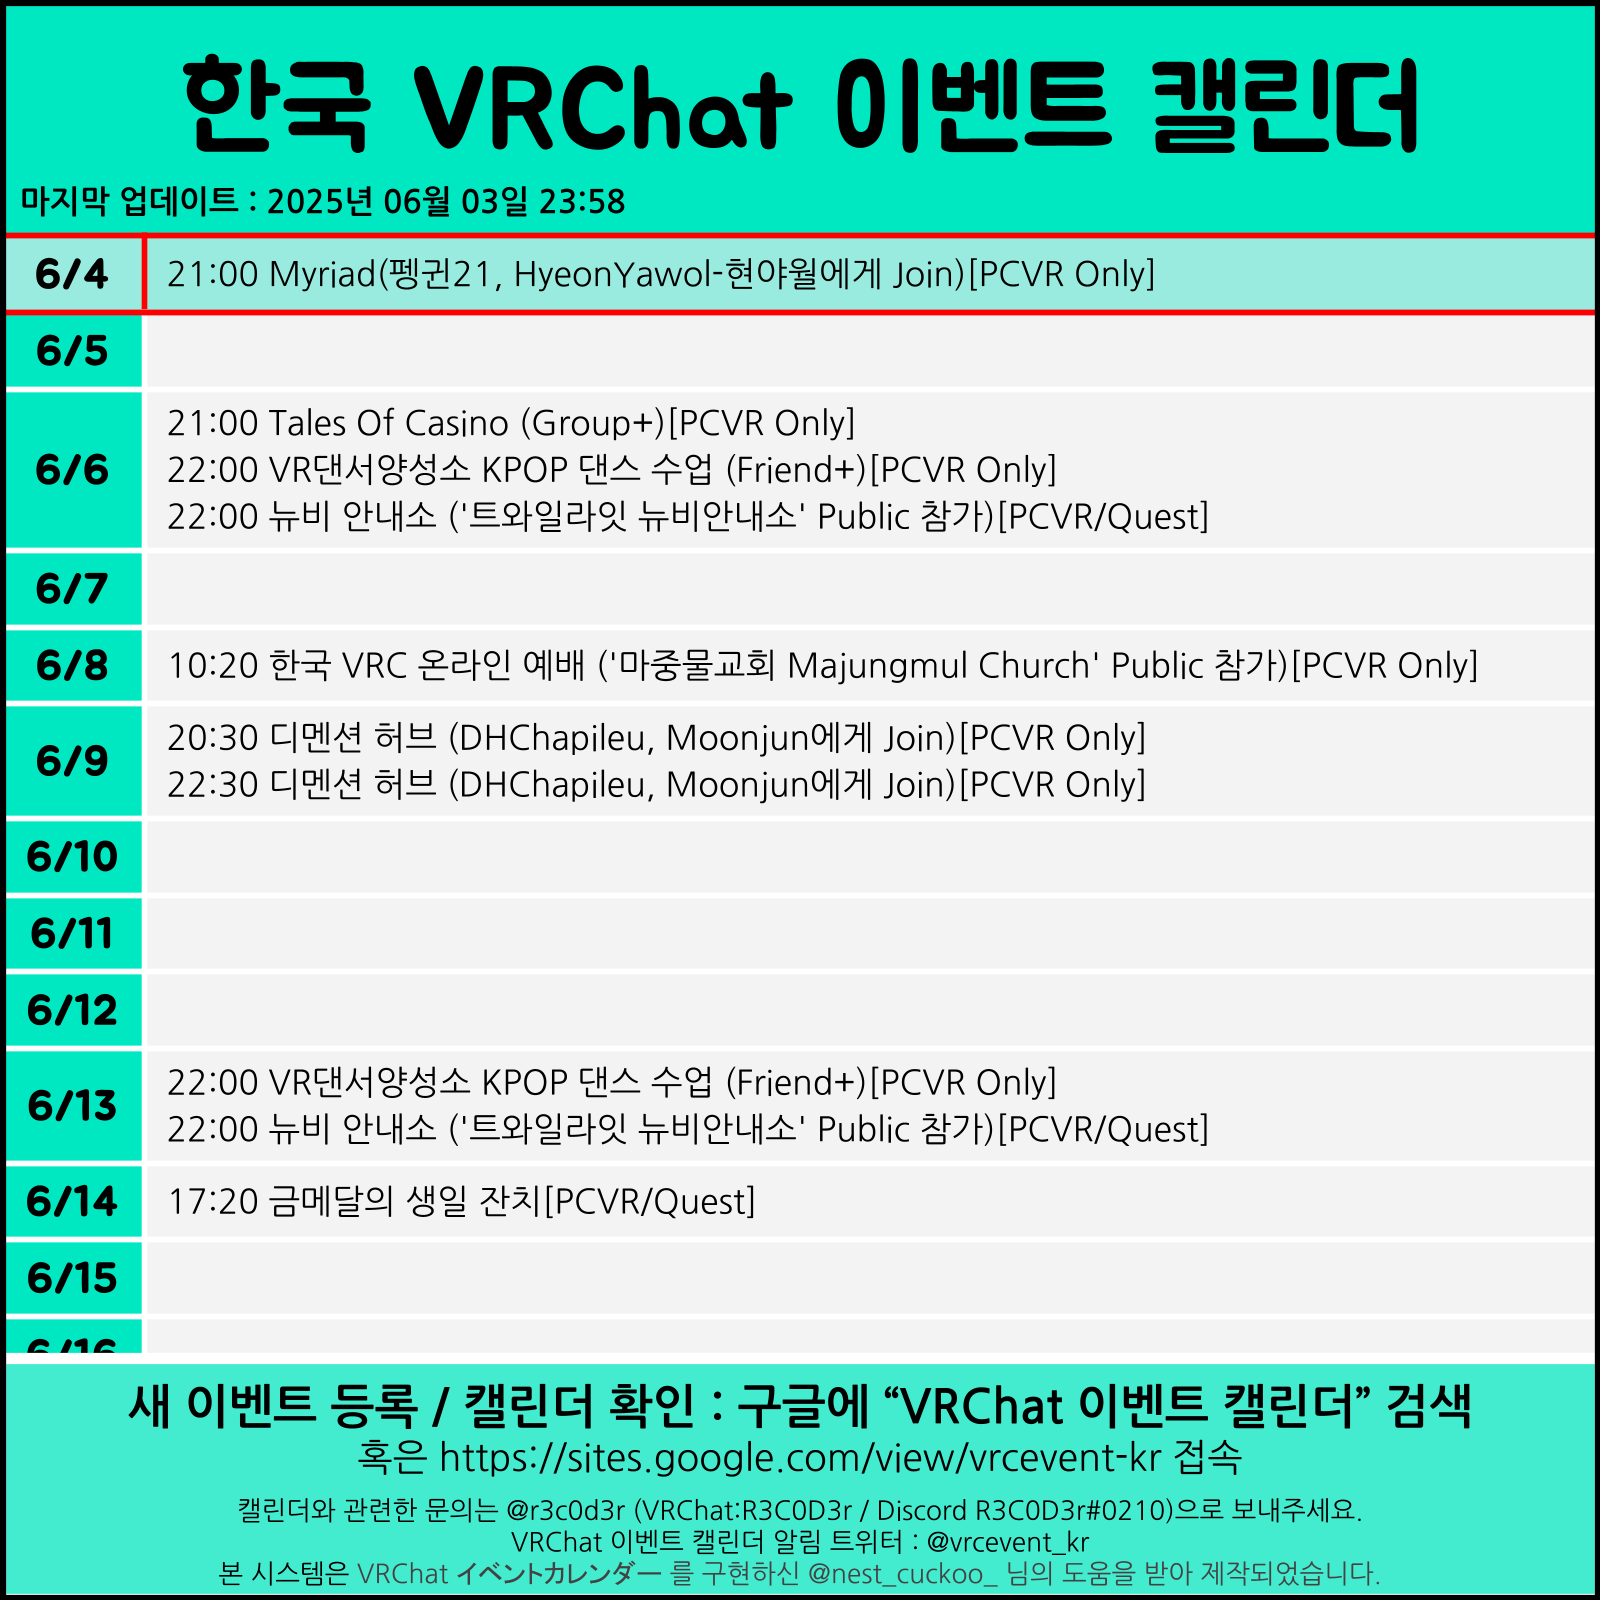 한국 VRChat 이벤트 캘린더
마지막 업데이트 : 2025년 06월 03일 23:58
6/4
21:00 Myriad(펭귄21, HyeonYawol-현야월에게 Join)[PCVR Only]
6/5
6/6
21:00 Tales Of Casino (Group+)[PCVR Only]
22:00 VR댄서양성소 KPOP 댄스 수업 (Friend+)[PCVR Only]
22:00 뉴비 안내소 ('트와일라잇 뉴비안내소' Public 참가)[PCVR/Quest]
6/7
6/8
10:20 한국 VRC 온라인 예배 ('마중물교회 Majungmul Church' Public 참가)[PCVR Only]
6/9
20:30 디멘션 허브 (DHChapileu, Moonjun에게 Join)[PCVR Only]
22:30 디멘션 허브 (DHChapileu, Moonjun에게 Join)[PCVR Only]
6/10
6/11
6/12
6/13
22:00 VR댄서양성소 KPOP 댄스 수업 (Friend+)[PCVR Only]
22:00 뉴비 안내소 ('트와일라잇 뉴비안내소' Public 참가)[PCVR/Quest]
6/14
17:20 금메달의 생일 잔치[PCVR/Quest]
6/15
6/16
새 이벤트 등록 / 캘린더 확인 : 구글에 “VRChat 이벤트 캘린더” 검색
혹은 https://sites.google.com/view/vrcevent-kr 접속
캘린더와 관련한 문의는 @r3c0d3r (VRChat:R3C0D3r / Discord R3C0D3r#0210)으로 보내주세요.
VRChat 이벤트 캘린더 알림 트위터 : @vrcevent_kr
본 시스템은 VRChat イベントカレンダー 를 구현하신 @nest_cuckoo_ 님의 도움을 받아 제작되었습니다.